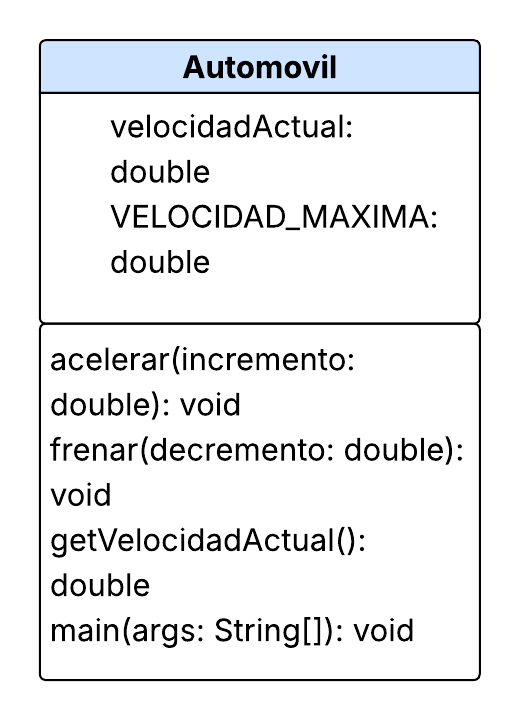 Automovil
velocidadActual:
double
VELOCIDAD_MAXIMA:
double
acelerar(incremento:
double): void
frenar(decremento: double):
void
getVelocidadActual():
double
main(args: String[]): void